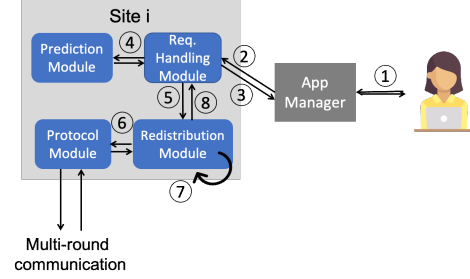 Site i
Prediction
Module
4
Req.
Handling
Module
2
3
App
Manager
1
5
8
Protocol
Module
6
Redistribution
Module
7
Multi-round
communication